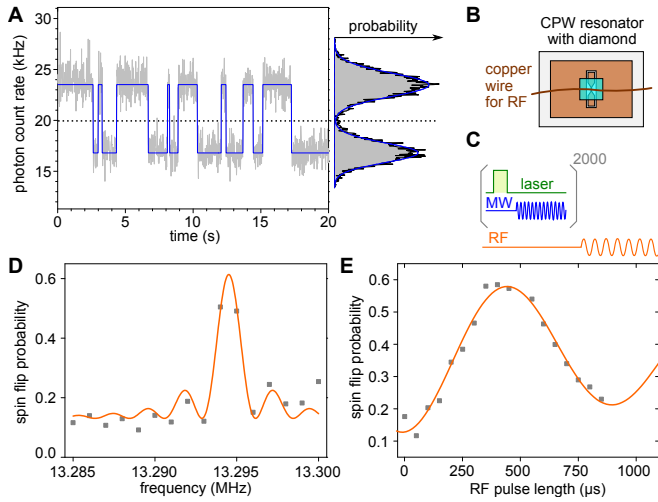 A
photon count rate (kHz)
30
25
20
15
0
5
10
15
20
time (s)
probability
B
CPW resonator
with diamond
copper
wire
for RF
C
2000
laser
MW
RF
D
spin flip probability
0.6
0.4
0.2
0.0
13.285
13.290
13.295
13.300
frequency (MHz)
E
spin flip probability
0.6
0.5
0.4
0.3
0.2
0.1
0
250
500
750
1000
RF pulse length (µs)